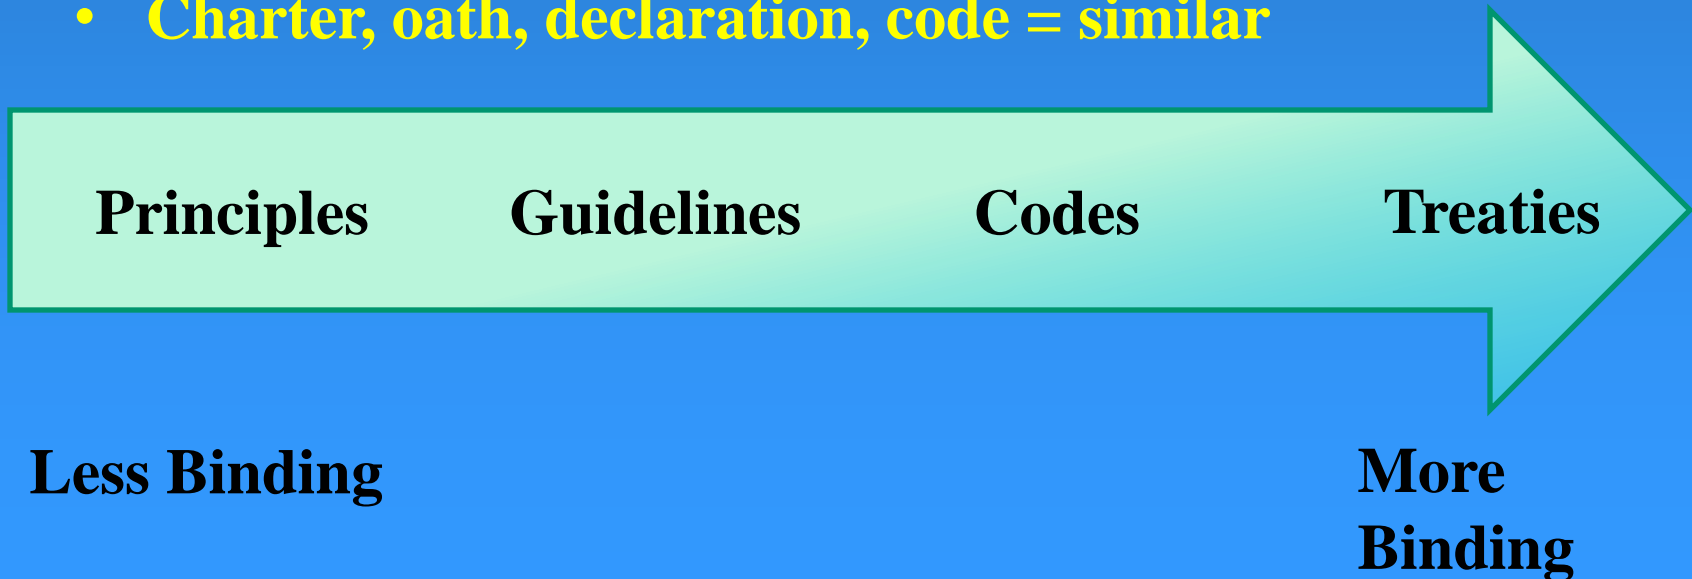 • Charter, oath, declaration, code = similar
Principles Guidelines Codes Treaties
Less Binding More
Binding